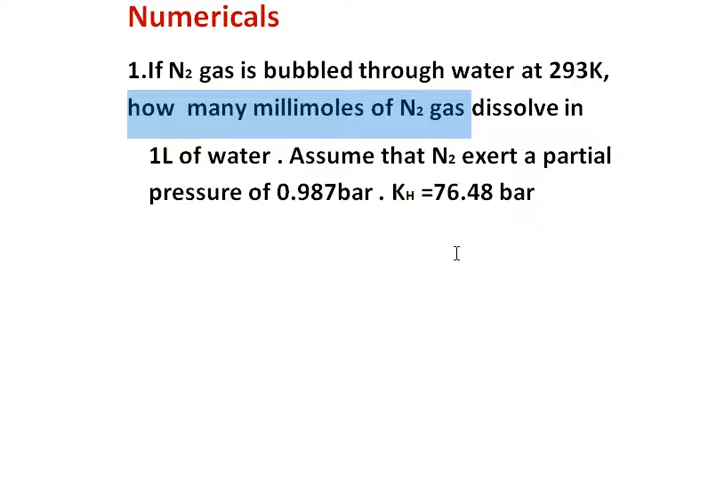 Numericals
1.If N₂ gas is bubbled through water at 293K,
how many millimoles of N₂ gas dissolve in
1L of water . Assume that N₂ exert a partial
pressure of 0.987bar . Kʜ =76.48 bar